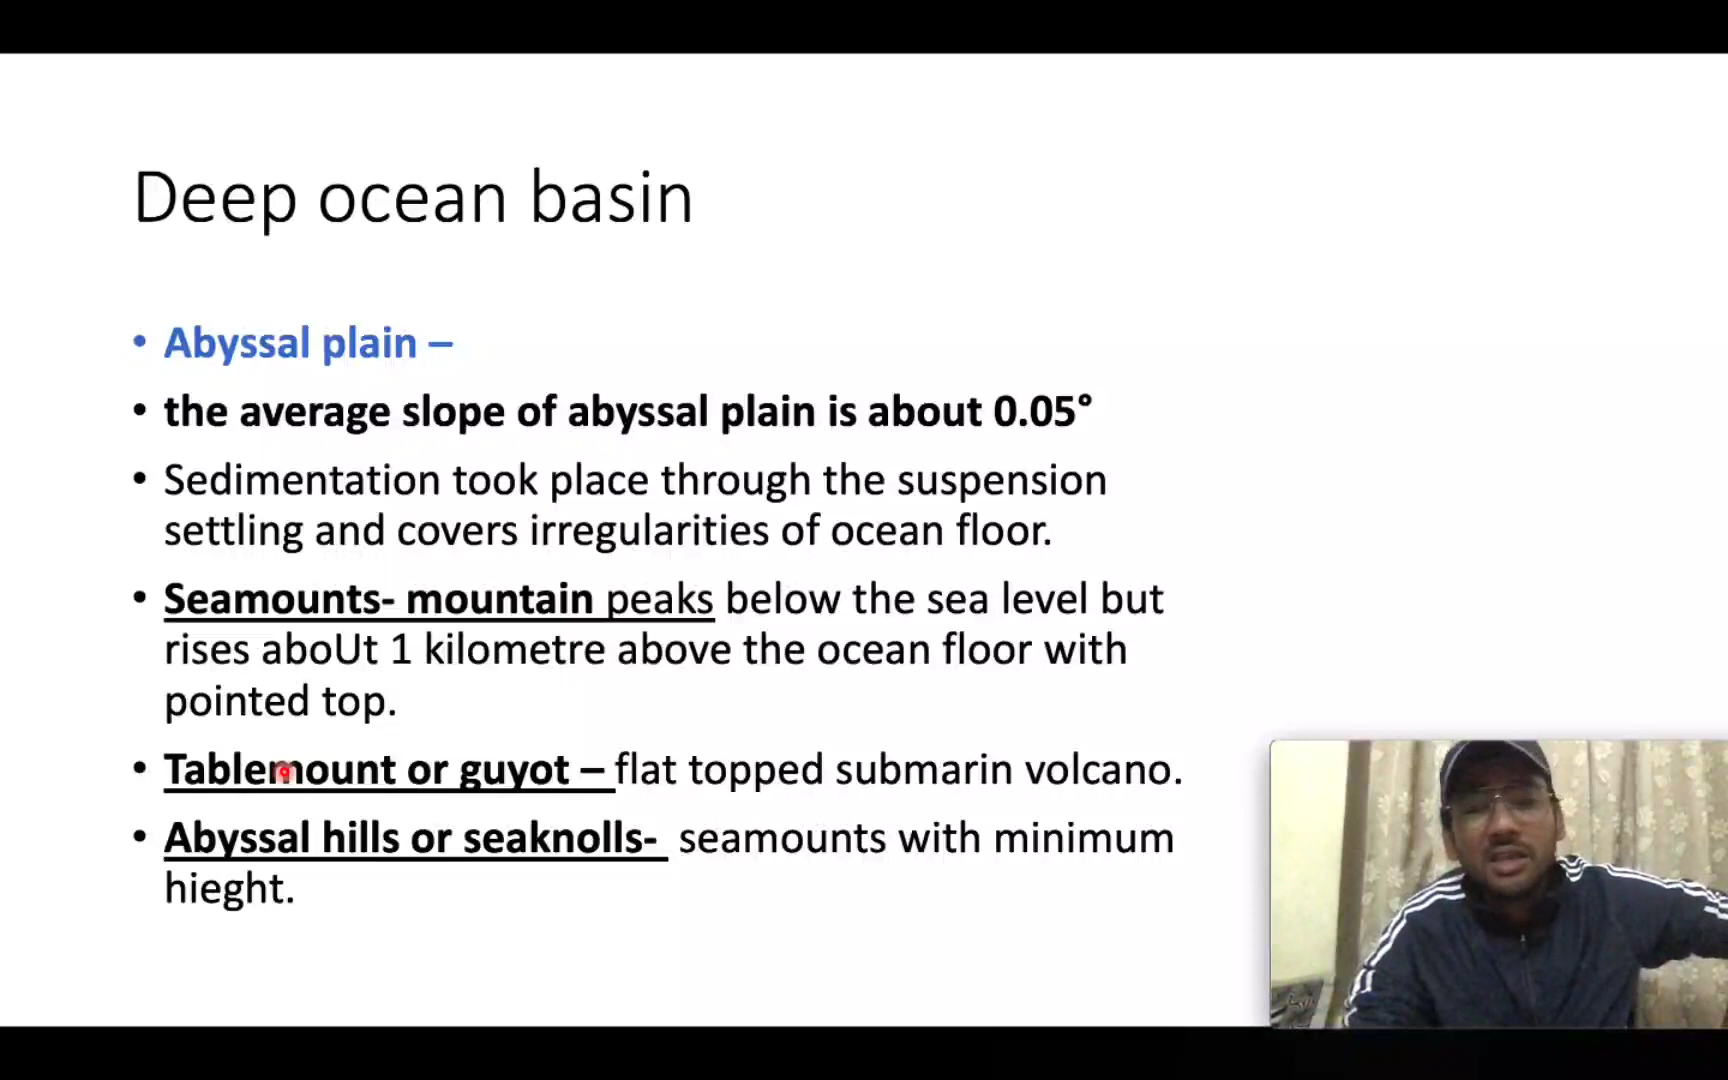 Deep ocean basin
• Abyssal plain –
• the average slope of abyssal plain is about 0.05°
• Sedimentation took place through the suspension
settling and covers irregularities of ocean floor.
• Seamounts- mountain peaks below the sea level but
rises aboUt 1 kilometre above the ocean floor with
pointed top.
• Tablemount or guyot – flat topped submarin volcano.
• Abyssal hills or seaknolls- seamounts with minimum
hieght.